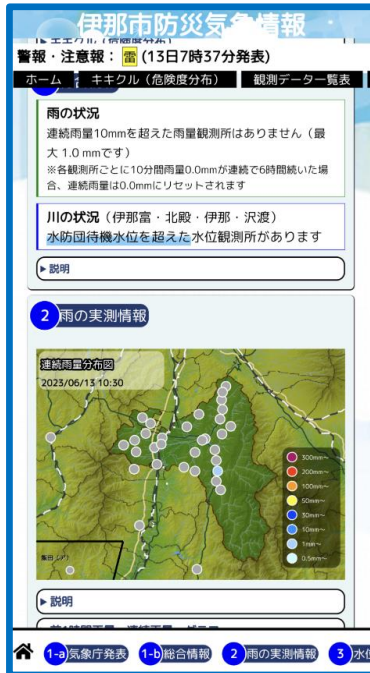 伊那市防災気象情報
警報・注意報：雷 (13日7時37分発表)
ホーム キキクル（危険度分布） 観測データ一覧表
雨の状況
連続雨量10mmを超えた雨量観測所はありません（最
大 1.0 mmです）
※各観測所ごとに10分間雨量0.0mmが連続で6時間続いた場
合、連続雨量は0.0mmにリセットされます
川の状況（伊那富・北殿・伊那・沢渡）
水防団待機水位を超えた水位観測所があります
▶説明
2 雨の実測情報
連続雨量分布図
2023/06/13 10:30
300mm～
200mm～
100mm～
50mm～
30mm～
10mm～
1mm～
0.5mm～
▶説明
1-a 気象庁発表 1-b 総合情報 2 雨の実測情報 3 水位